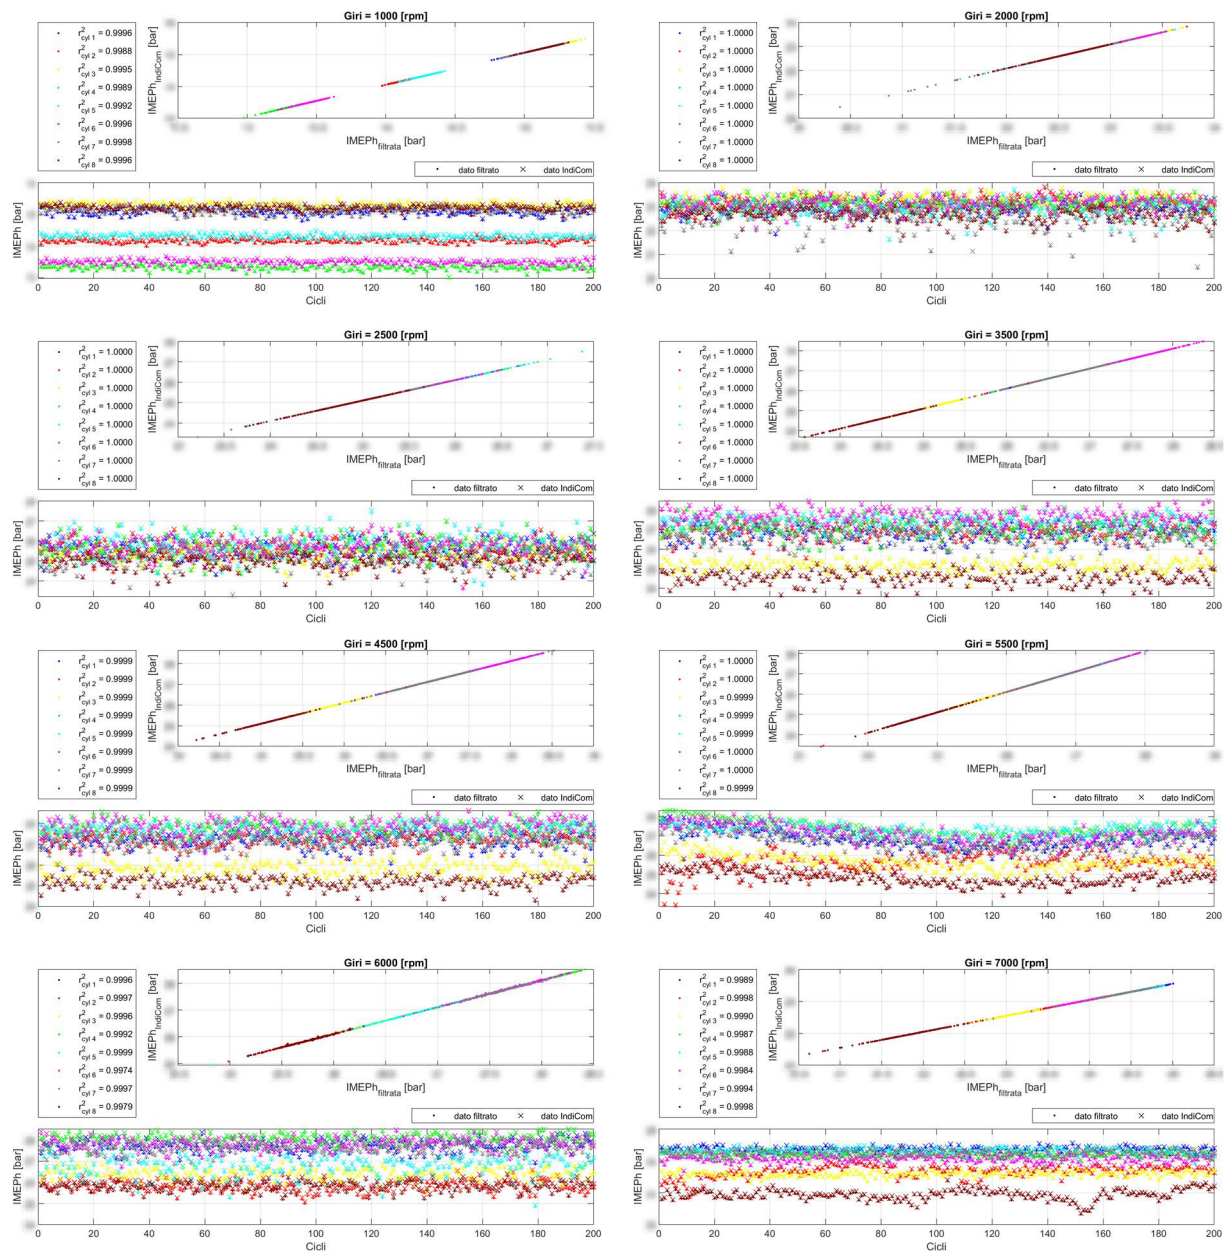 Giri = 1000 [rpm]
r²cyl 1 = 0.9996
r²cyl 2 = 0.9988
r²cyl 3 = 0.9995
r²cyl 4 = 0.9989
r²cyl 5 = 0.9992
r²cyl 6 = 0.9996
r²cyl 7 = 0.9998
r²cyl 8 = 0.9996
IMEPh_IndiCom [bar]
IMEPh_filtrata [bar]
dato filtrato dato IndiCom
IMEPh [bar]
0 20 40 60 80 100 120 140 160 180 200
Cicli
Giri = 2000 [rpm]
r²cyl 1 = 1.0000
r²cyl 2 = 1.0000
r²cyl 3 = 1.0000
r²cyl 4 = 1.0000
r²cyl 5 = 1.0000
r²cyl 6 = 1.0000
r²cyl 7 = 1.0000
r²cyl 8 = 1.0000
IMEPh_IndiCom [bar]
IMEPh_filtrata [bar]
dato filtrato dato IndiCom
IMEPh [bar]
0 20 40 60 80 100 120 140 160 180 200
Cicli
Giri = 2500 [rpm]
r²cyl 1 = 1.0000
r²cyl 2 = 1.0000
r²cyl 3 = 1.0000
r²cyl 4 = 1.0000
r²cyl 5 = 1.0000
r²cyl 6 = 1.0000
r²cyl 7 = 1.0000
r²cyl 8 = 1.0000
IMEPh_IndiCom [bar]
IMEPh_filtrata [bar]
dato filtrato dato IndiCom
IMEPh [bar]
0 20 40 60 80 100 120 140 160 180 200
Cicli
Giri = 3500 [rpm]
r²cyl 1 = 1.0000
r²cyl 2 = 1.0000
r²cyl 3 = 1.0000
r²cyl 4 = 1.0000
r²cyl 5 = 1.0000
r²cyl 6 = 1.0000
r²cyl 7 = 1.0000
r²cyl 8 = 1.0000
IMEPh_IndiCom [bar]
IMEPh_filtrata [bar]
dato filtrato dato IndiCom
IMEPh [bar]
0 20 40 60 80 100 120 140 160 180 200
Cicli
Giri = 4500 [rpm]
r²cyl 1 = 0.9999
r²cyl 2 = 0.9999
r²cyl 3 = 0.9999
r²cyl 4 = 0.9999
r²cyl 5 = 0.9999
r²cyl 6 = 0.9999
r²cyl 7 = 0.9999
r²cyl 8 = 0.9999
IMEPh_IndiCom [bar]
IMEPh_filtrata [bar]
dato filtrato dato IndiCom
IMEPh [bar]
0 20 40 60 80 100 120 140 160 180 200
Cicli
Giri = 5500 [rpm]
r²cyl 1 = 1.0000
r²cyl 2 = 1.0000
r²cyl 3 = 0.9999
r²cyl 4 = 0.9999
r²cyl 5 = 0.9999
r²cyl 6 = 1.0000
r²cyl 7 = 1.0000
r²cyl 8 = 0.9999
IMEPh_IndiCom [bar]
IMEPh_filtrata [bar]
dato filtrato dato IndiCom
IMEPh [bar]
0 20 40 60 80 100 120 140 160 180 200
Cicli
Giri = 6000 [rpm]
r²cyl 1 = 0.9996
r²cyl 2 = 0.9997
r²cyl 3 = 0.9996
r²cyl 4 = 0.9992
r²cyl 5 = 0.9999
r²cyl 6 = 0.9974
r²cyl 7 = 0.9997
r²cyl 8 = 0.9979
IMEPh_IndiCom [bar]
IMEPh_filtrata [bar]
dato filtrato dato IndiCom
IMEPh [bar]
0 20 40 60 80 100 120 140 160 180 200
Cicli
Giri = 7000 [rpm]
r²cyl 1 = 0.9989
r²cyl 2 = 0.9998
r²cyl 3 = 0.9990
r²cyl 4 = 0.9987
r²cyl 5 = 0.9988
r²cyl 6 = 0.9984
r²cyl 7 = 0.9994
r²cyl 8 = 0.9998
IMEPh_IndiCom [bar]
IMEPh_filtrata [bar]
dato filtrato dato IndiCom
IMEPh [bar]
0 20 40 60 80 100 120 140 160 180 200
Cicli